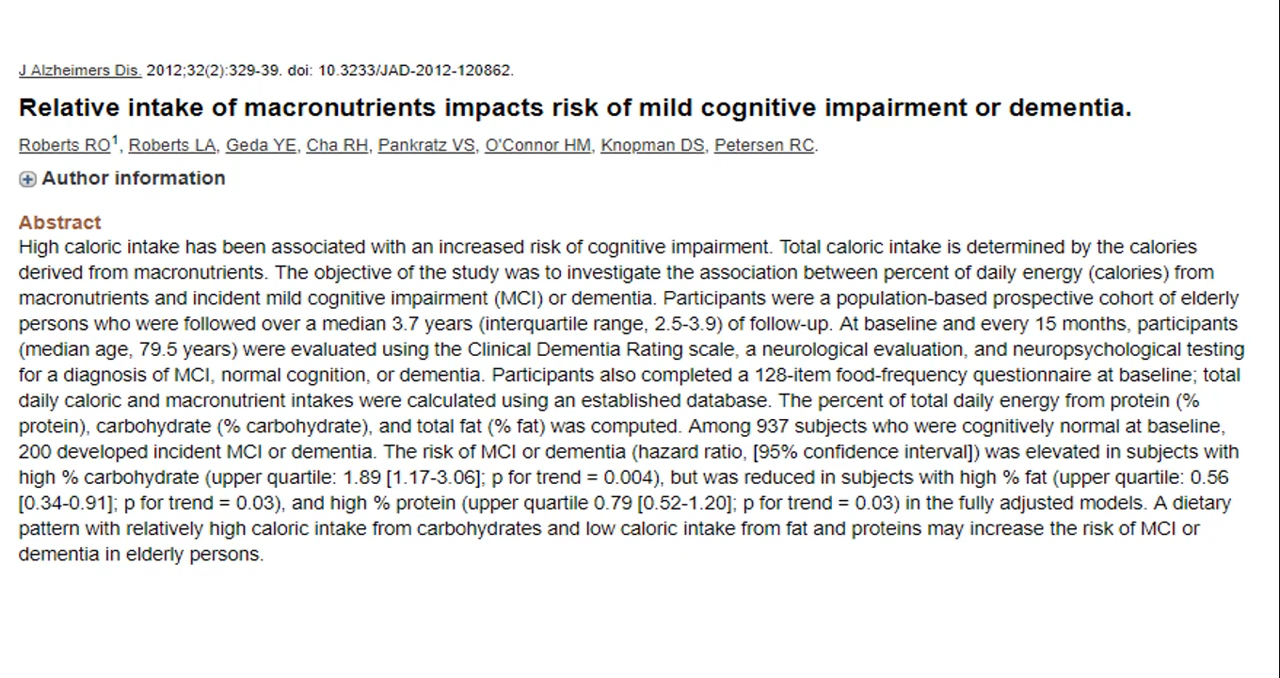 J Alzheimers Dis. 2012;32(2):329-39. doi: 10.3233/JAD-2012-120862.
Relative intake of macronutrients impacts risk of mild cognitive impairment or dementia.
Roberts RO1, Roberts LA, Geda YE, Cha RH, Pankratz VS, O'Connor HM, Knopman DS, Petersen RC.
Author information
Abstract
High caloric intake has been associated with an increased risk of cognitive impairment. Total caloric intake is determined by the calories
derived from macronutrients. The objective of the study was to investigate the association between percent of daily energy (calories) from
macronutrients and incident mild cognitive impairment (MCI) or dementia. Participants were a population-based prospective cohort of elderly
persons who were followed over a median 3.7 years (interquartile range, 2.5-3.9) of follow-up. At baseline and every 15 months, participants
(median age, 79.5 years) were evaluated using the Clinical Dementia Rating scale, a neurological evaluation, and neuropsychological testing
for a diagnosis of MCI, normal cognition, or dementia. Participants also completed a 128-item food-frequency questionnaire at baseline; total
daily caloric and macronutrient intakes were calculated using an established database. The percent of total daily energy from protein (%
protein), carbohydrate (% carbohydrate), and total fat (% fat) was computed. Among 937 subjects who were cognitively normal at baseline,
200 developed incident MCI or dementia. The risk of MCI or dementia (hazard ratio, [95% confidence interval]) was elevated in subjects with
high % carbohydrate (upper quartile: 1.89 [1.17-3.06]; p for trend = 0.004), but was reduced in subjects with high % fat (upper quartile: 0.56
[0.34-0.91]; p for trend = 0.03), and high % protein (upper quartile 0.79 [0.52-1.20]; p for trend = 0.03) in the fully adjusted models. A dietary
pattern with relatively high caloric intake from carbohydrates and low caloric intake from fat and proteins may increase the risk of MCI or
dementia in elderly persons.